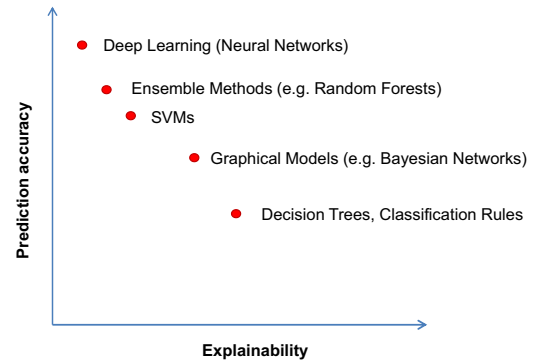 Deep Learning (Neural Networks)
Ensemble Methods (e.g. Random Forests)
SVMs
Graphical Models (e.g. Bayesian Networks)
Decision Trees, Classification Rules
Prediction accuracy
Explainability